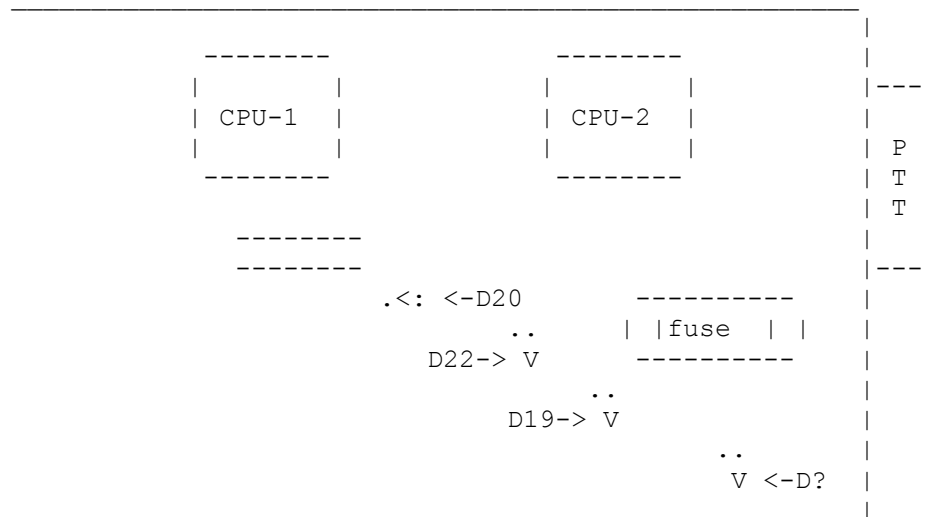 CPU-1 CPU-2
P
T
T
.<: <-D20
.. | |fuse | |
D22-> V
..
D19-> V
..
V <-D?